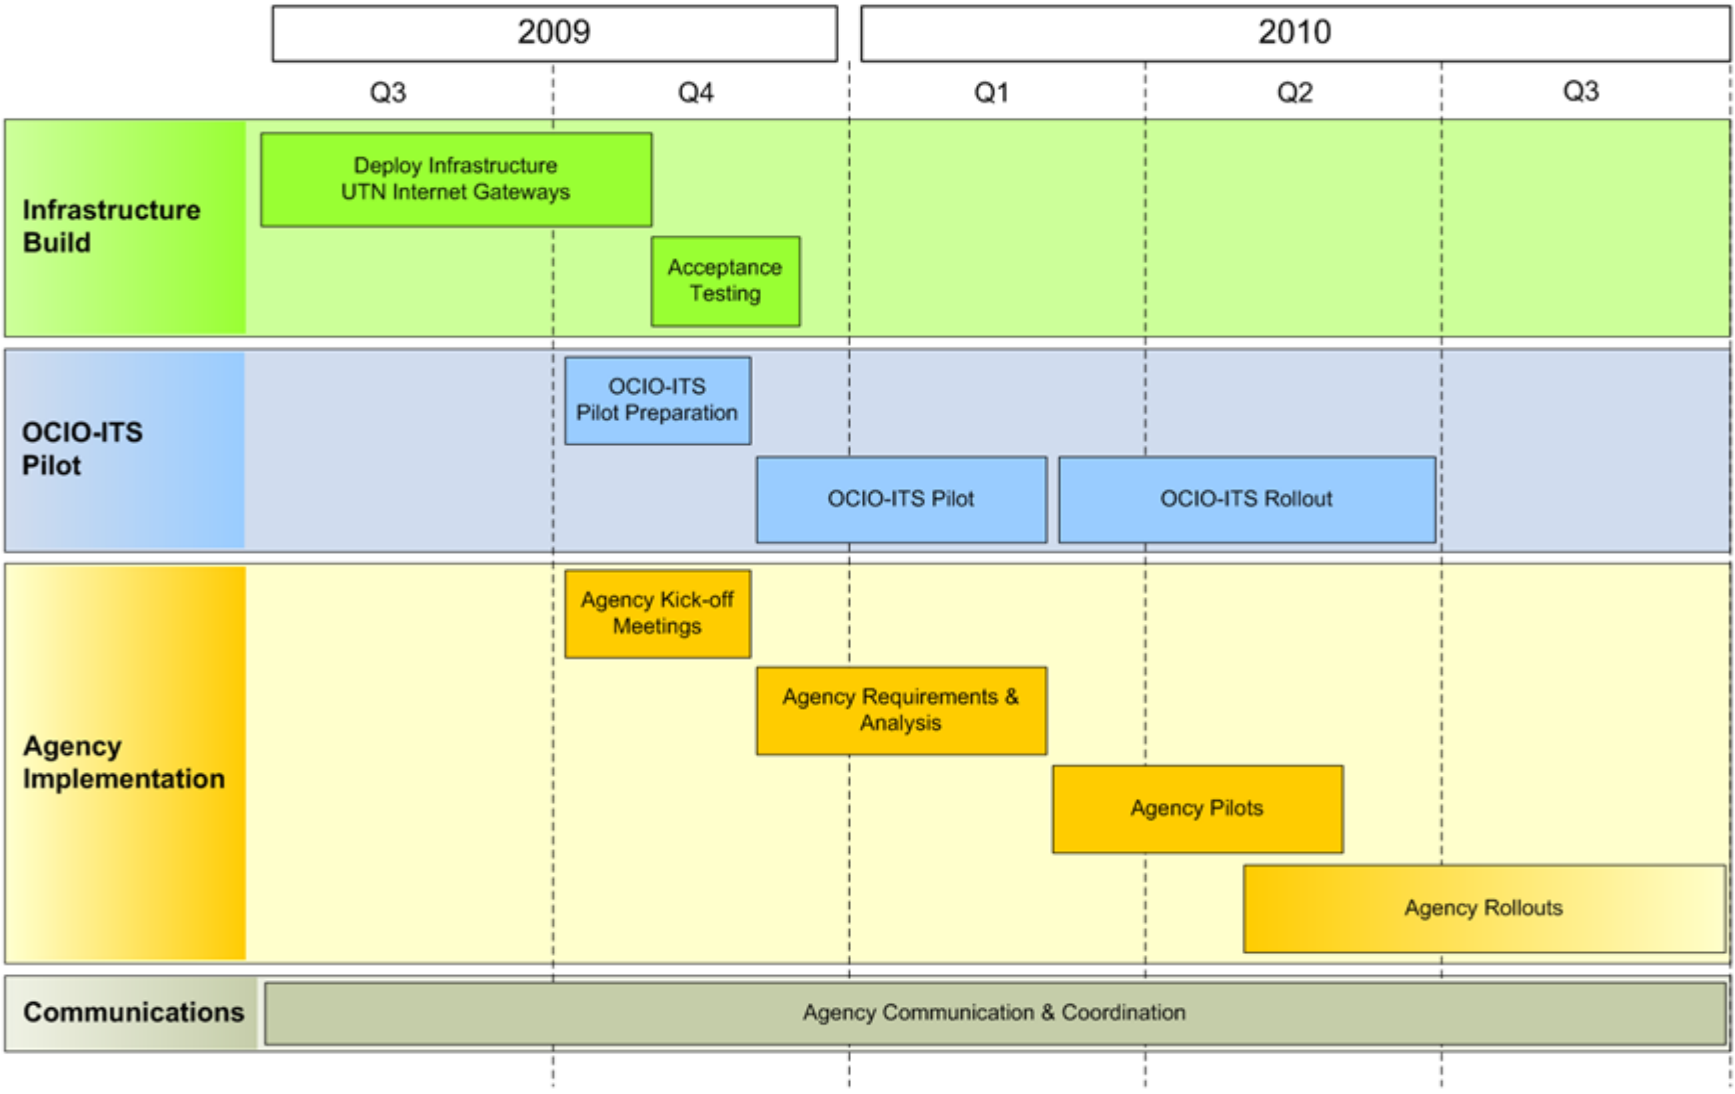 2009
2010
Q3
Q4
Q1
Q2
Q3
Infrastructure
Build
Deploy Infrastructure
UTN Internet Gateways
Acceptance
Testing
OCIO-ITS
Pilot
OCIO-ITS
Pilot Preparation
OCIO-ITS Pilot
OCIO-ITS Rollout
Agency
Implementation
Agency Kick-off
Meetings
Agency Requirements &
Analysis
Agency Pilots
Agency Rollouts
Communications
Agency Communication & Coordination